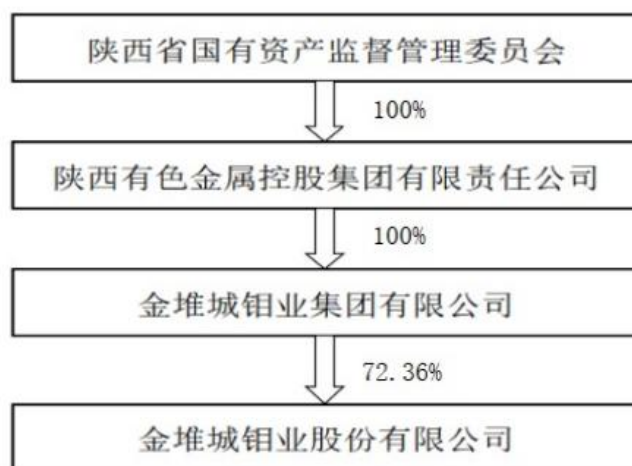 陕西省国有资产监督管理委员会
100%
陕西有色金属控股集团有限责任公司
100%
金堆城钼业集团有限公司
72.36%
金堆城钼业股份有限公司